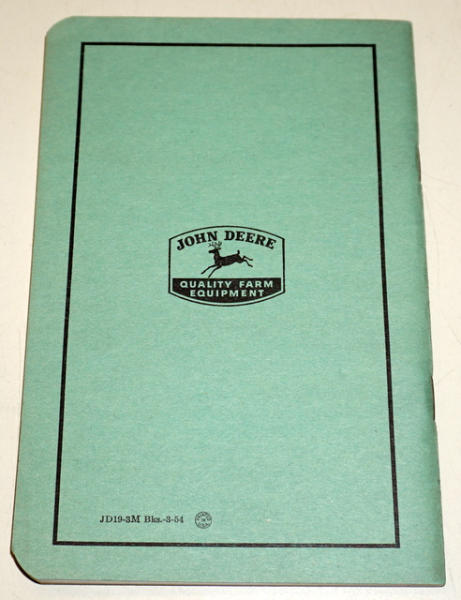 JOHN DEERE
QUALITY FARM
EQUIPMENT
JD19-3M Bks.-3-54